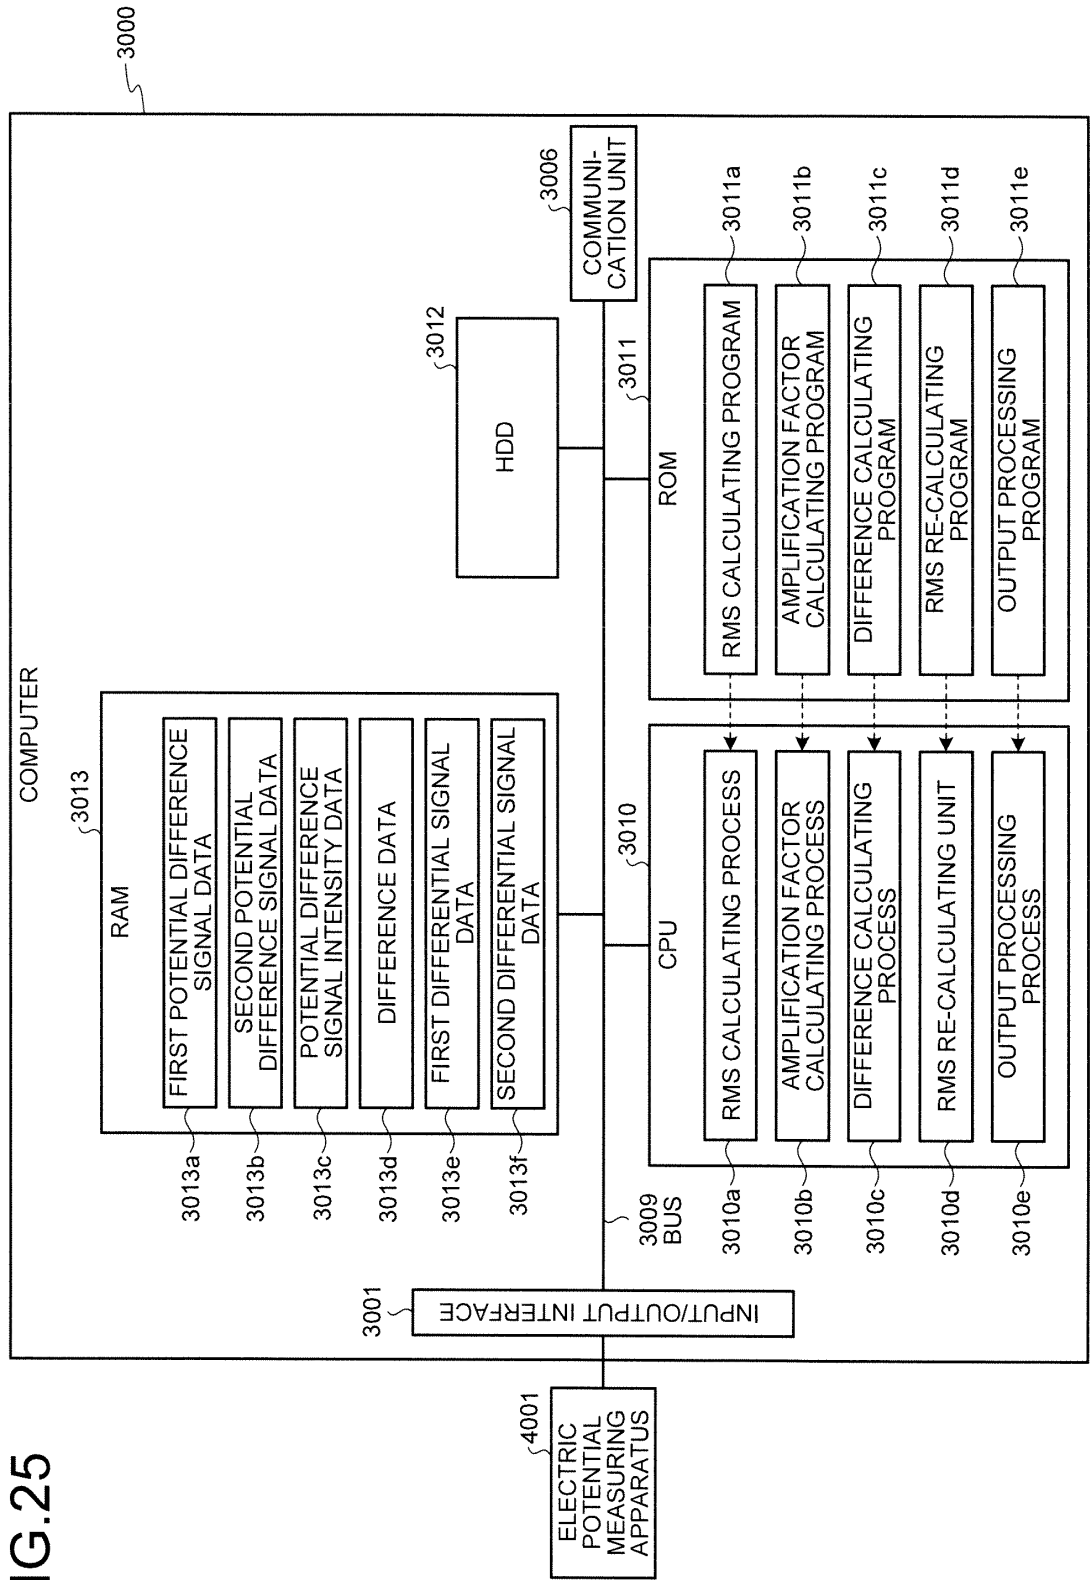 IG.25
COMPUTER
3000
RAM
3013
FIRST POTENTIAL DIFFERENCE
SIGNAL DATA
3013a
SECOND POTENTIAL
DIFFERENCE SIGNAL DATA
3013b
POTENTIAL DIFFERENCE
SIGNAL INTENSITY DATA
3013c
DIFFERENCE DATA
3013d
FIRST DIFFERENTIAL SIGNAL
DATA
3013e
SECOND DIFFERENTIAL SIGNAL
DATA
3013f
HDD
3012
COMMUNI-
CATION UNIT
3006
ELECTRIC
POTENTIAL
MEASURING
APPARATUS
4001
INPUT/OUTPUT INTERFACE
3001
3009
BUS
CPU
3010
RMS CALCULATING PROCESS
3010a
AMPLIFICATION FACTOR
CALCULATING PROCESS
3010b
DIFFERENCE CALCULATING
PROCESS
3010c
RMS RE-CALCULATING UNIT
3010d
OUTPUT PROCESSING
PROCESS
3010e
ROM
3011
RMS CALCULATING PROGRAM
3011a
AMPLIFICATION FACTOR
CALCULATING PROGRAM
3011b
DIFFERENCE CALCULATING
PROGRAM
3011c
RMS RE-CALCULATING
PROGRAM
3011d
OUTPUT PROCESSING
PROGRAM
3011e